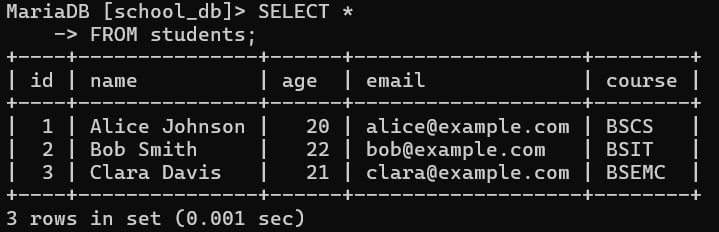 MariaDB [school_db]> SELECT *
    -> FROM students;
+----+---------------+------+-------------------+--------+
| id | name          | age  | email             | course |
+----+---------------+------+-------------------+--------+
|  1 | Alice Johnson |   20 | alice@example.com | BSCS   |
|  2 | Bob Smith     |   22 | bob@example.com   | BSIT   |
|  3 | Clara Davis   |   21 | clara@example.com | BSEMC  |
+----+---------------+------+-------------------+--------+
3 rows in set (0.001 sec)